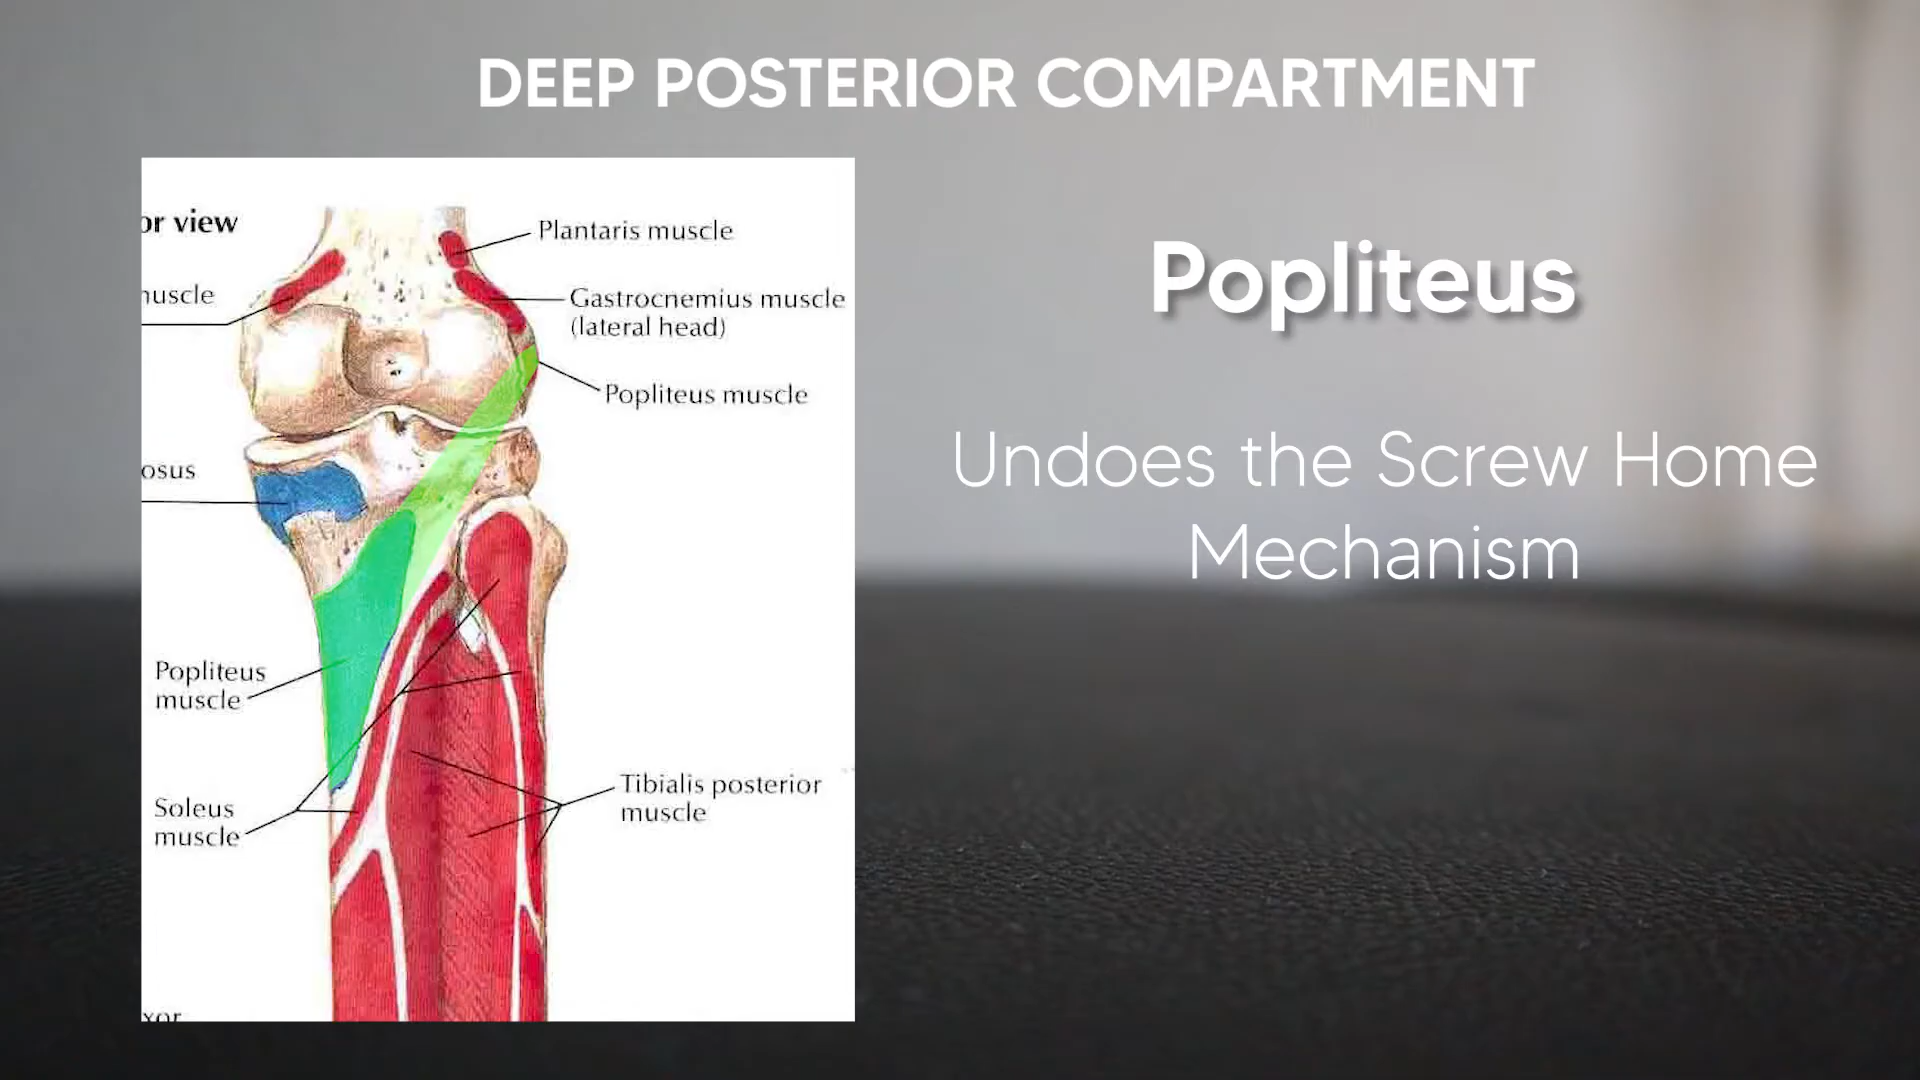 DEEP POSTERIOR COMPARTMENT
or view
Plantaris muscle
uscle
Gastrocnemius muscle
(lateral head)
Popliteus muscle
osus
Popliteus
muscle
Soleus
muscle
Tibialis posterior
muscle
xor
Popliteus
Undoes the Screw Home
Mechanism